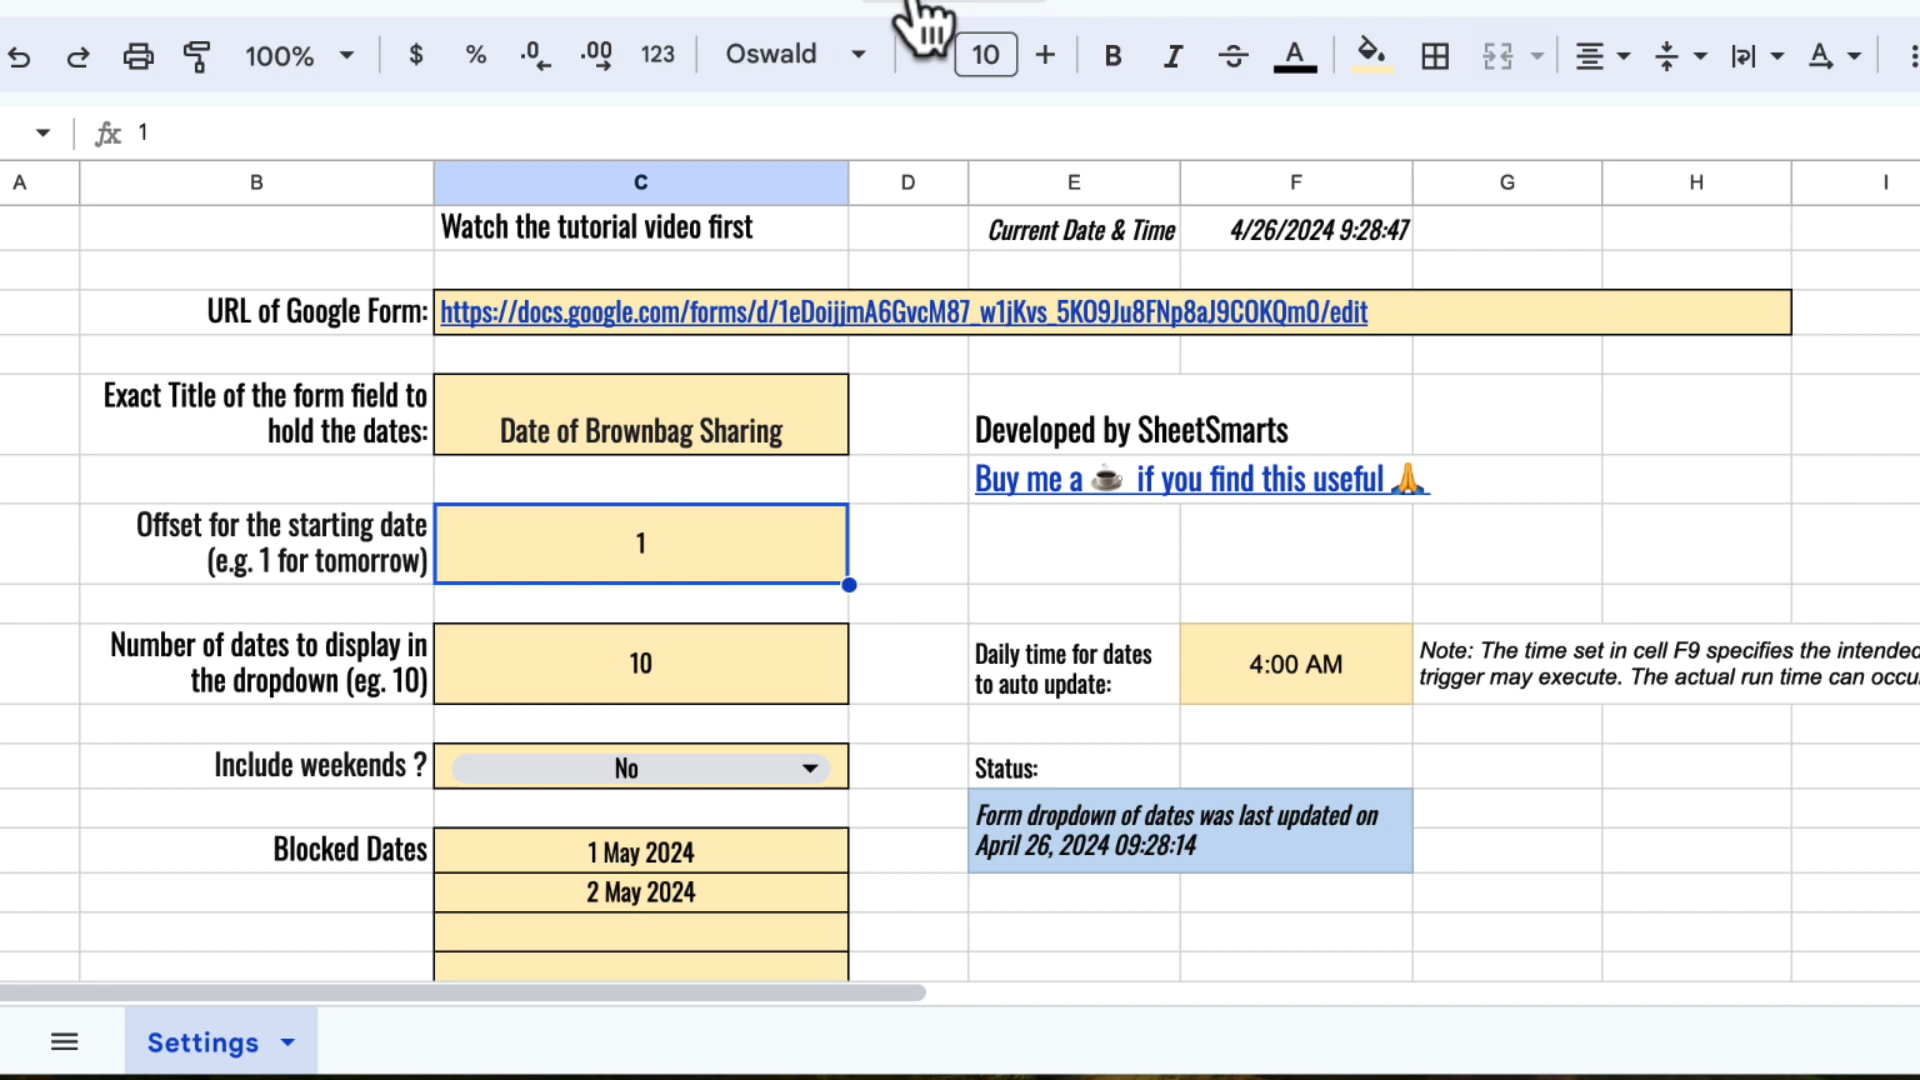 100%
$
%
.0
.00
123
Oswald
10
+
B
I
A
A
fx
1
A
B
C
D
E
F
G
H
I
Watch the tutorial video first
Current Date & Time
4/26/2024 9:28:47
URL of Google Form:
https://docs.google.com/forms/d/1eDoijjmA6GvcM87_w1jKvs_5KO9Ju8FNp8aJ9COKQm0/edit
Exact Title of the form field to
hold the dates:
Date of Brownbag Sharing
Developed by SheetSmarts
Buy me a ☕ if you find this useful 🙏
Offset for the starting date
(e.g. 1 for tomorrow)
1
Number of dates to display in
the dropdown (eg. 10)
10
Daily time for dates
to auto update:
4:00 AM
Note: The time set in cell F9 specifies the intended
trigger may execute. The actual run time can occu
Include weekends ?
No
Status:
Form dropdown of dates was last updated on
April 26, 2024 09:28:14
Blocked Dates
1 May 2024
2 May 2024
Settings